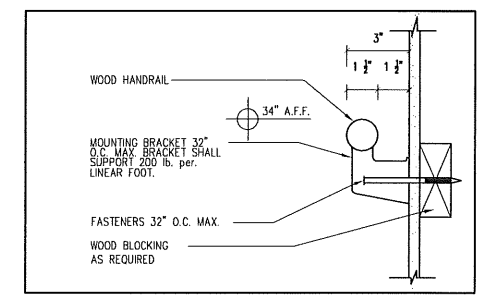 3"
1 ½" 1 ½"
WOOD HANDRAIL
34" A.F.F.
MOUNTING BRACKET 32"
O.C. MAX. BRACKET SHALL
SUPPORT 200 lb. per.
LINEAR FOOT.
FASTENERS 32" O.C. MAX.
WOOD BLOCKING
AS REQUIRED